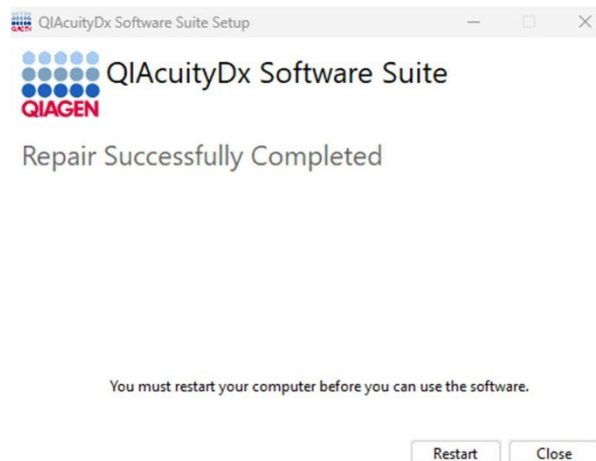 QIAcuityDx Software Suite Setup
QIAGEN
QIAcuityDx Software Suite
Repair Successfully Completed
You must restart your computer before you can use the software.
Restart
Close